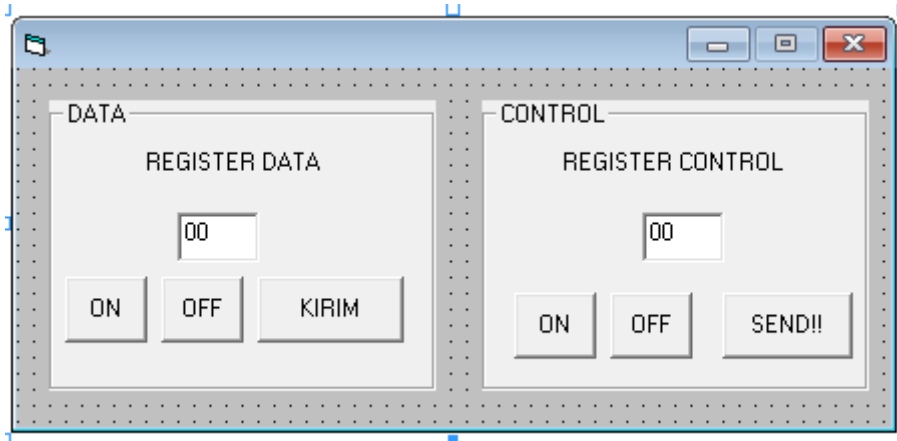 DATA
REGISTER DATA
00
ON OFF KIRIM
CONTROL
REGISTER CONTROL
00
ON OFF SEND!!